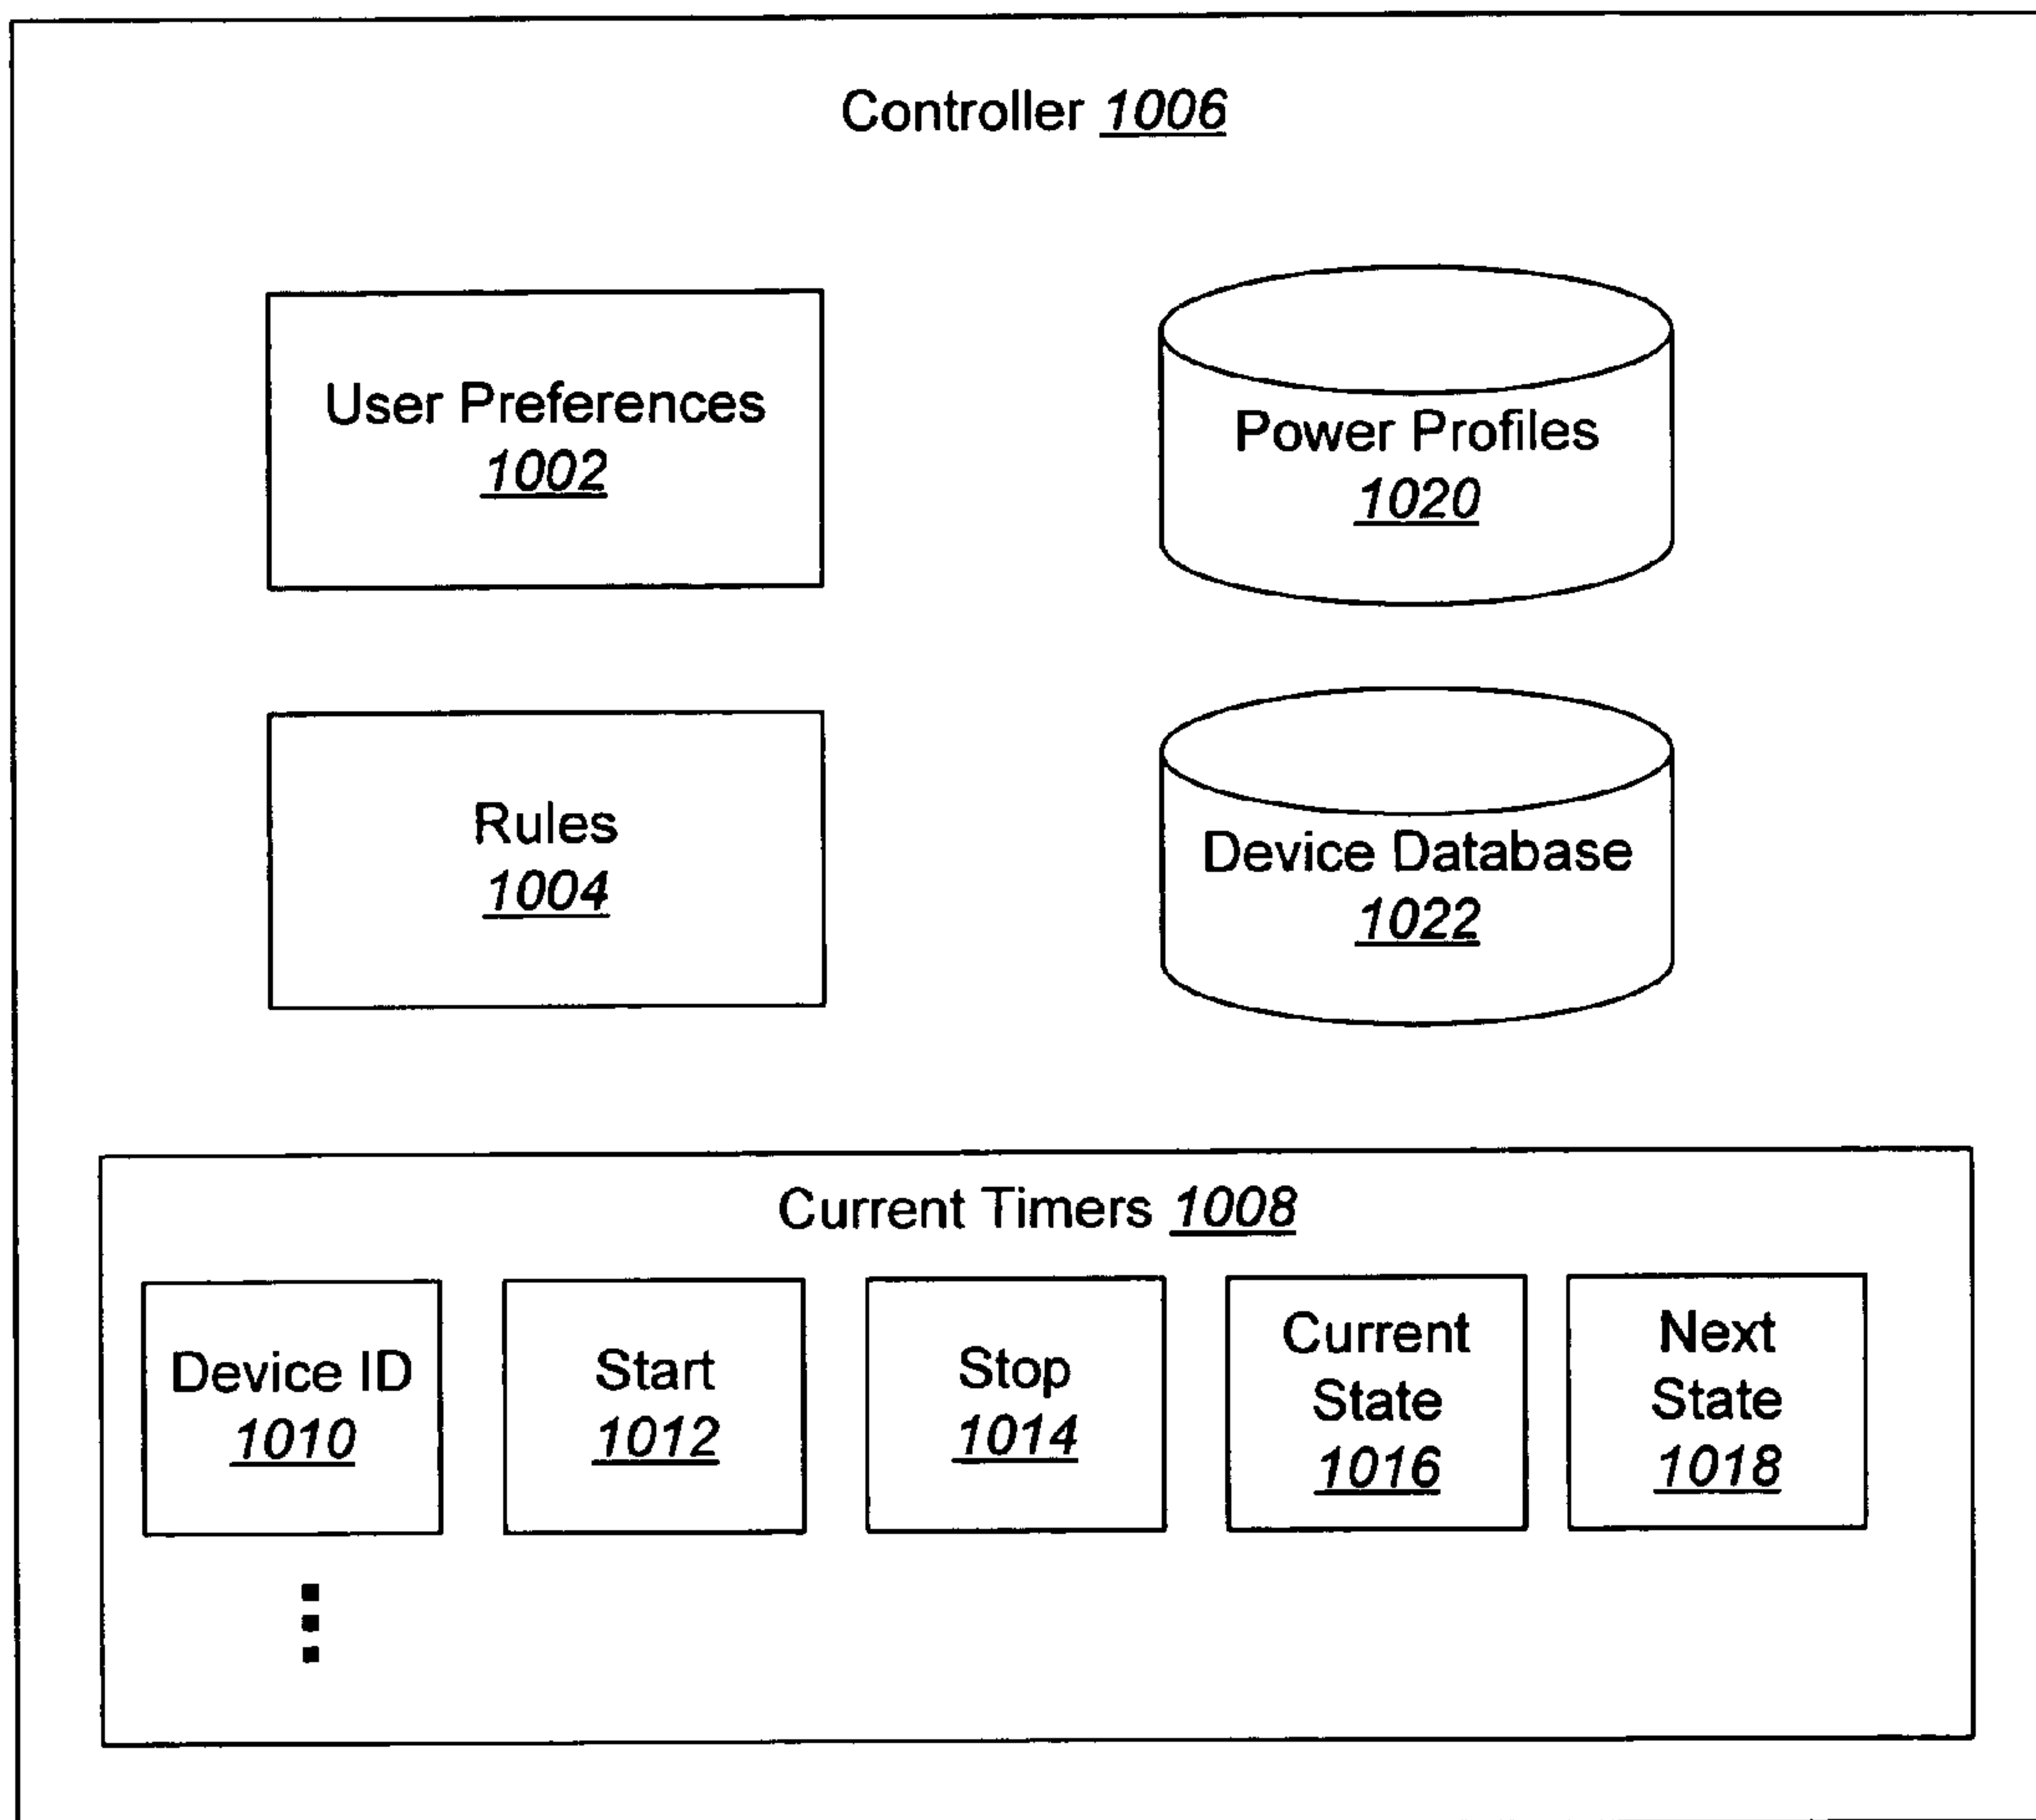 Controller 1006
User Preferences
1002
Power Profiles
1020
Rules
1004
Device Database
1022
Current Timers 1008
Device ID
1010
Start
1012
Stop
1014
Current
State
1016
Next
State
1018